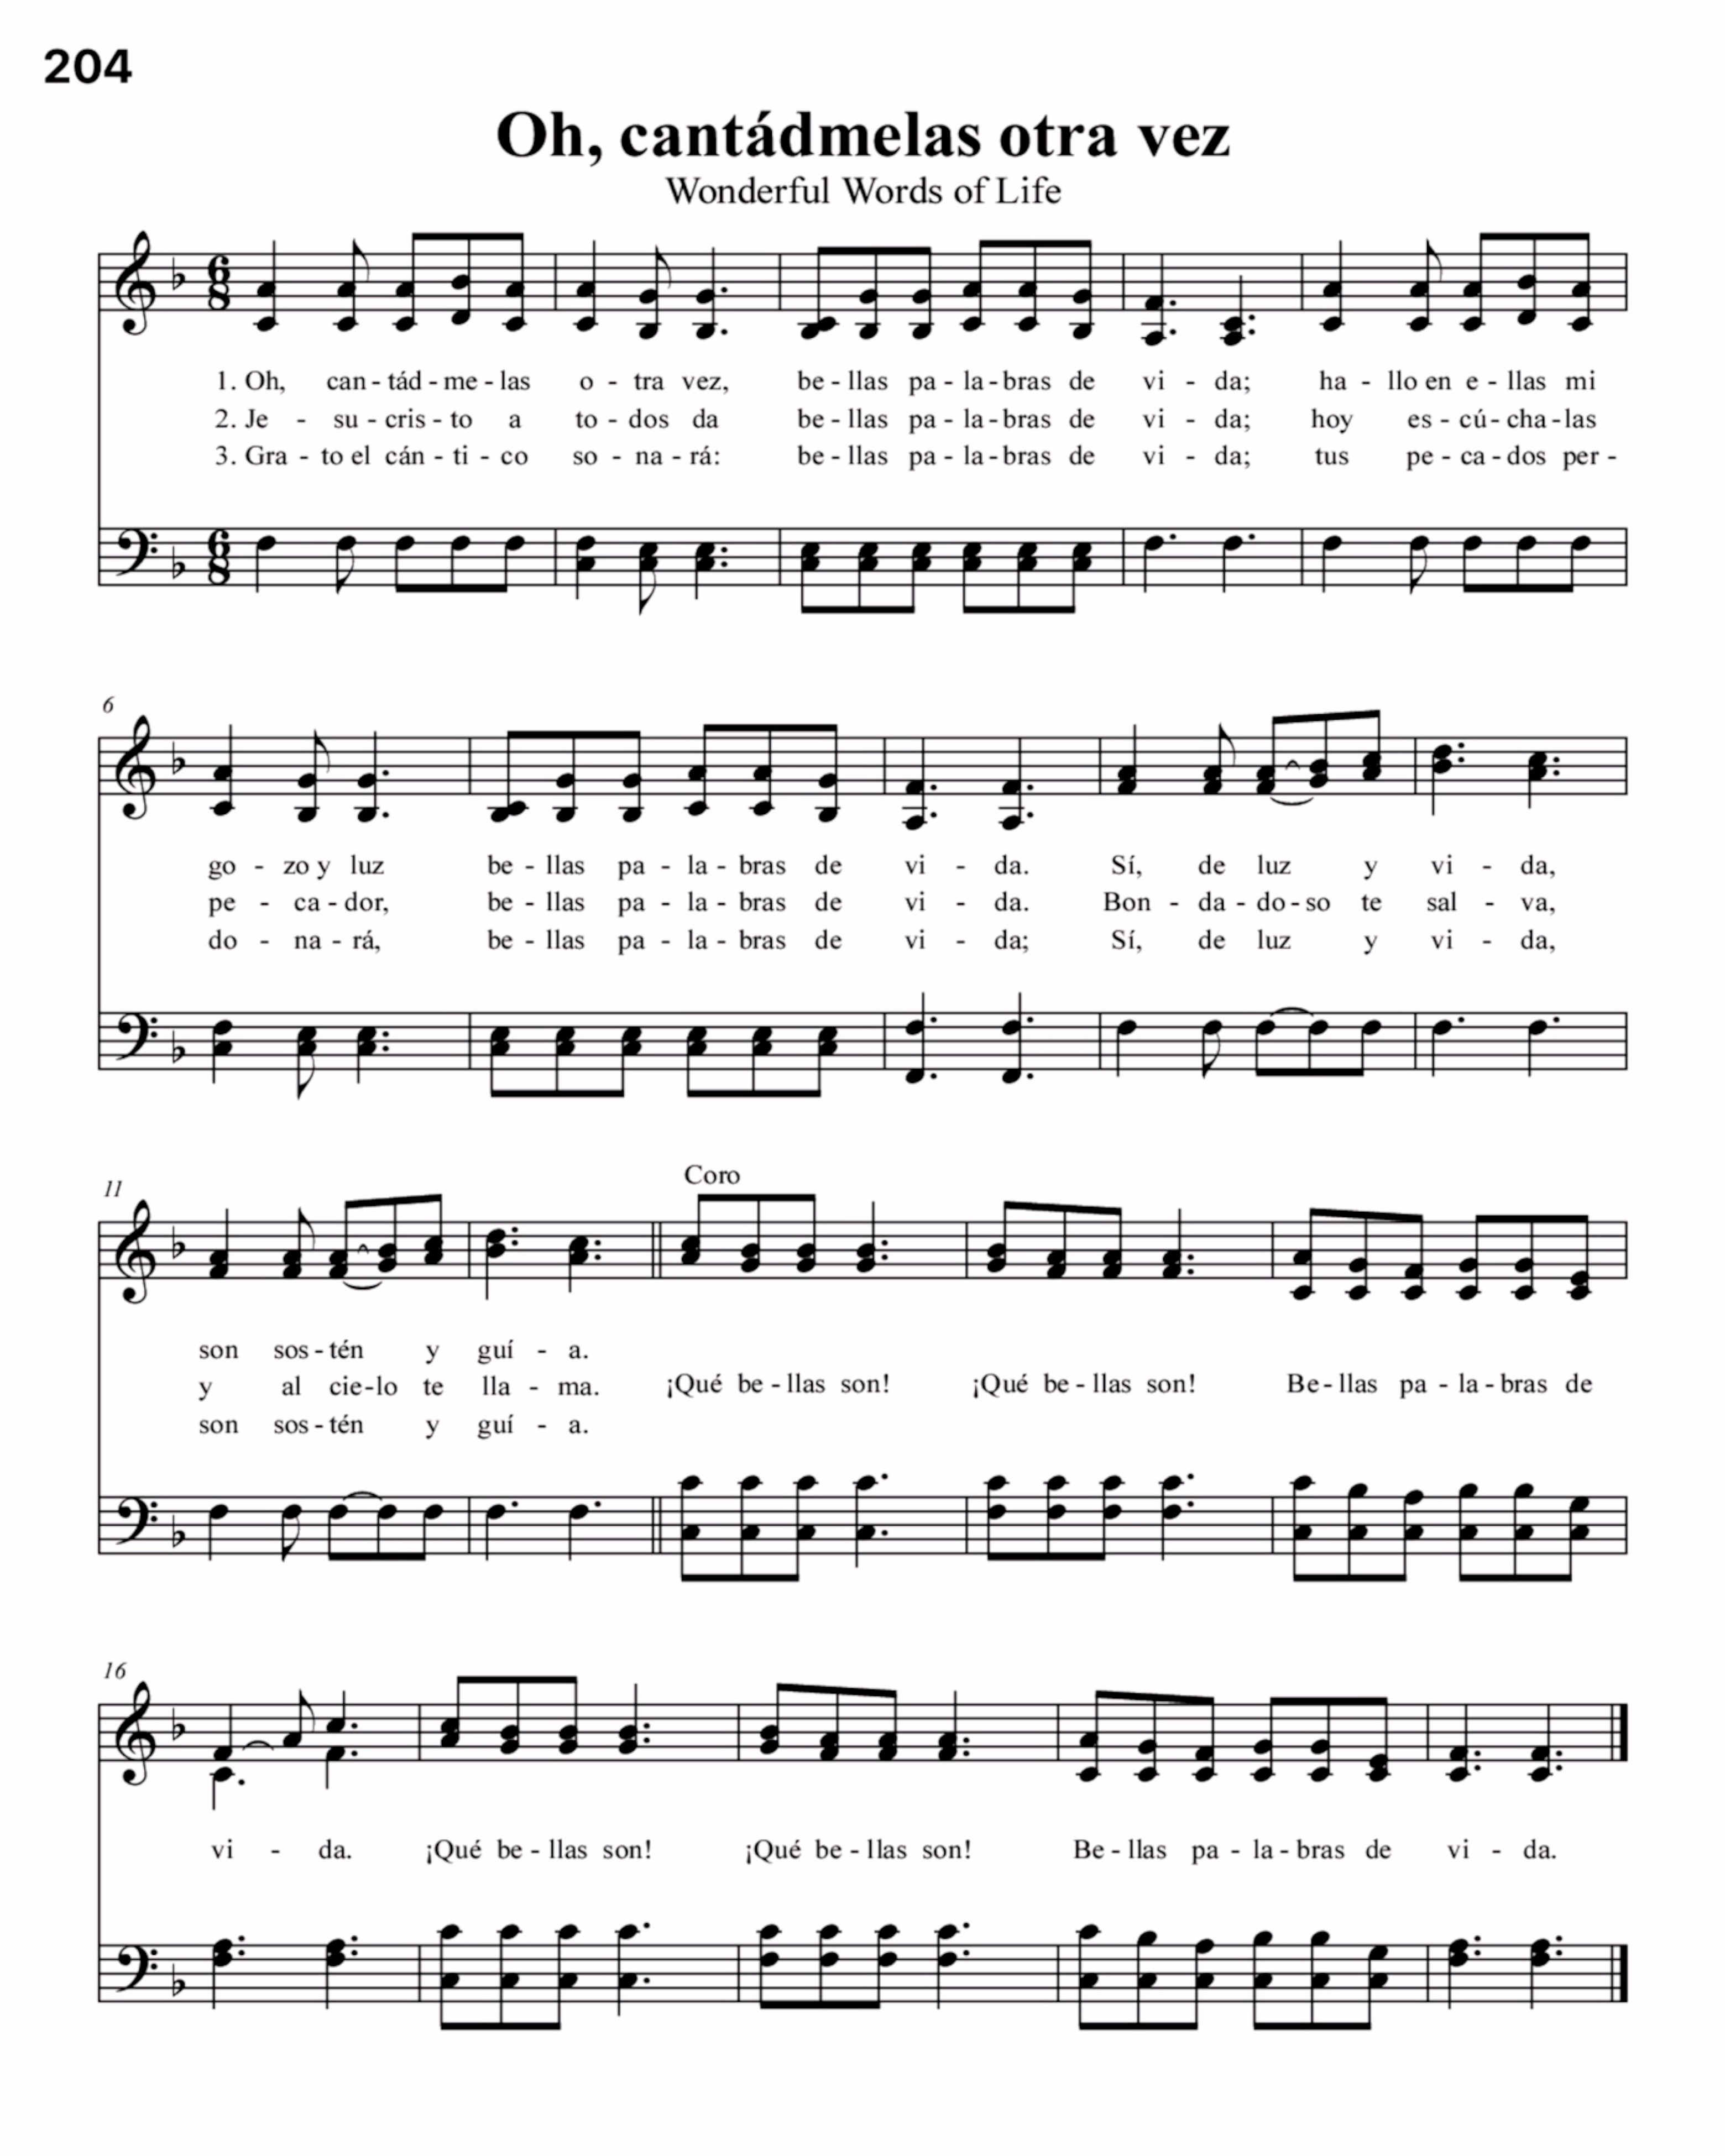 204
Oh, cantádmelas otra vez
Wonderful Words of Life
6 8
1. Oh, can - tád - me - las o - tra vez, be - llas pa - la - bras de vi - da; ha - llo en e - llas mi
2. Je - su - cris - to a to - dos da be - llas pa - la - bras de vi - da; hoy es - cú - cha - las
3. Gra - to el cán - ti - co so - na - rá: be - llas pa - la - bras de vi - da; tus pe - ca - dos per -
6 8
6
go - zo y luz be - llas pa - la - bras de vi - da. Sí, de luz y vi - da,
pe - ca - dor, be - llas pa - la - bras de vi - da. Bon - da - do - so te sal - va,
do - na - rá, be - llas pa - la - bras de vi - da; Sí, de luz y vi - da,
11
Coro
son sos - tén y guí - a.
y al cie - lo te lla - ma. ¡Qué be - llas son! ¡Qué be - llas son! Be - llas pa - la - bras de
son sos - tén y guí - a.
16
vi - da. ¡Qué be - llas son! ¡Qué be - llas son! Be - llas pa - la - bras de vi - da.